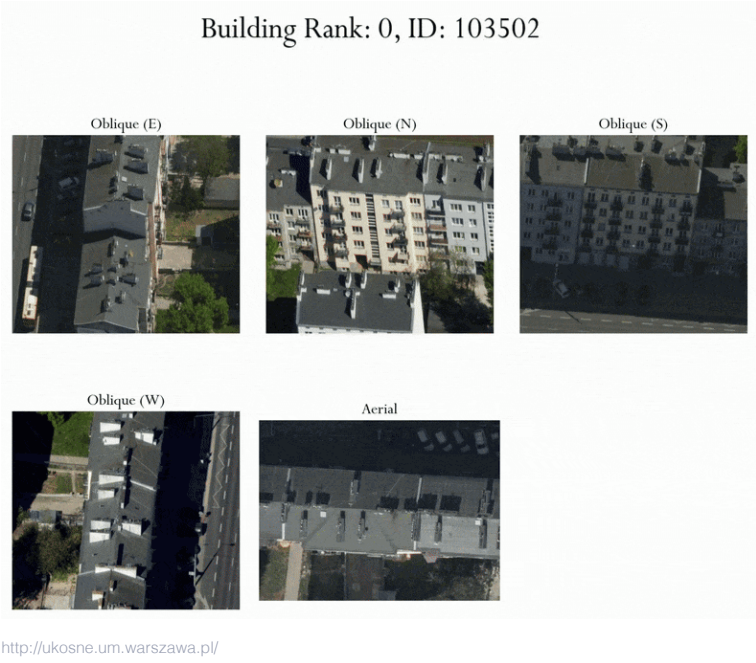 Building Rank: 0, ID: 103502
Oblique (E)
Oblique (N)
Oblique (S)
Oblique (W)
Aerial
http://ukosne.um.warszawa.pl/